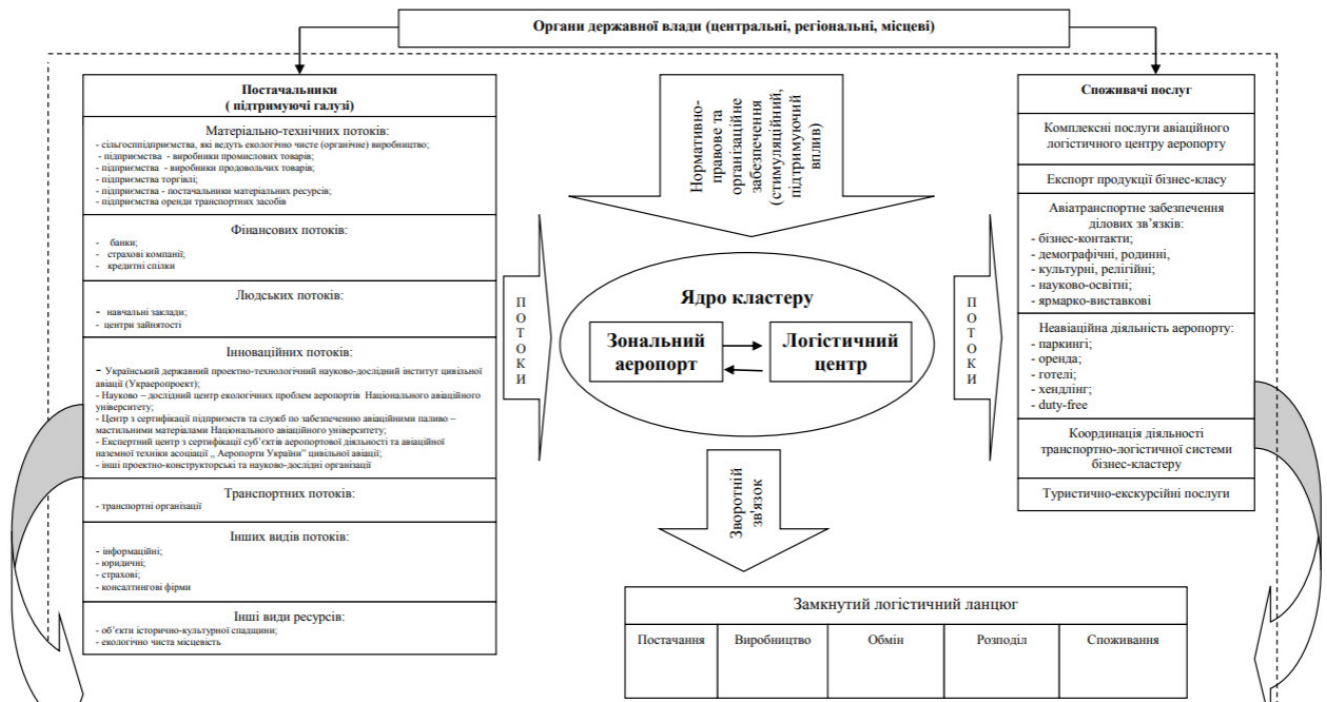 Органи державної влади (центральні, регіональні, місцеві)
Постачальники
( підтримуючі галузі)
Матеріально-технічних потоків:
- сільгосппідприємства, які ведуть екологічно чисте (органічне) виробництво;
- підприємства - виробники промислових товарів;
- підприємства - виробники продовольчих товарів;
- підприємства торгівлі;
- підприємства - постачальники матеріальних ресурсів;
- підприємства оренди транспортних засобів
Фінансових потоків:
- банки;
- страхові компанії;
- кредитні спілки
Людських потоків:
- навчальні заклади;
- центри зайнятості
Інноваційних потоків:
- Український державний проектно-технологічний науково-дослідний інститут цивільної
авіації (Украеропроект);
- Науково – дослідний центр екологічних проблем аеропортів Національного авіаційного
університету;
- Центр з сертифікації підприємств та служб по забезпеченню авіаційними паливо –
мастильними матеріалами Національного авіаційного університету;
- Експертний центр з сертифікації суб’єктів аеропортової діяльності та авіаційної
наземної техніки асоціації „ Аеропорти України” цивільної авіації;
- інші проектно-конструкторські та науково-дослідні організації
Транспортних потоків:
- транспортні організації
Інших видів потоків:
- інформаційні;
- юридичні;
- страхові;
- консалтингові фірми
Інші види ресурсів:
- об’єкти історично-культурної спадщини;
- екологічно чиста місцевість
ПОТОКИ
Нормативно-
правове та
організаційне
забезпечення
(стимуляційний,
підтримуючий
вплив)
Ядро кластеру
Зональний
аеропорт
Логістичний
центр
Зворотній
зв'язок
ПОТОКИ
Споживачі послуг
Комплексні послуги авіаційного
логістичного центру аеропорту
Експорт продукції бізнес-класу
Авіатранспортне забезпечення
ділових зв’язків:
- бізнес-контакти;
- демографічні, родинні,
- культурні, релігійні;
- науково-освітні;
- ярмарко-виставкові
Неавіаційна діяльність аеропорту:
- паркингі;
- оренда;
- готелі;
- хендлінг;
- duty-free
Координація діяльності
транспортно-логістичної системи
бізнес-кластеру
Туристично-екскурсійні послуги
Замкнутий логістичний ланцюг
Постачання Виробництво Обмін Розподіл Споживання